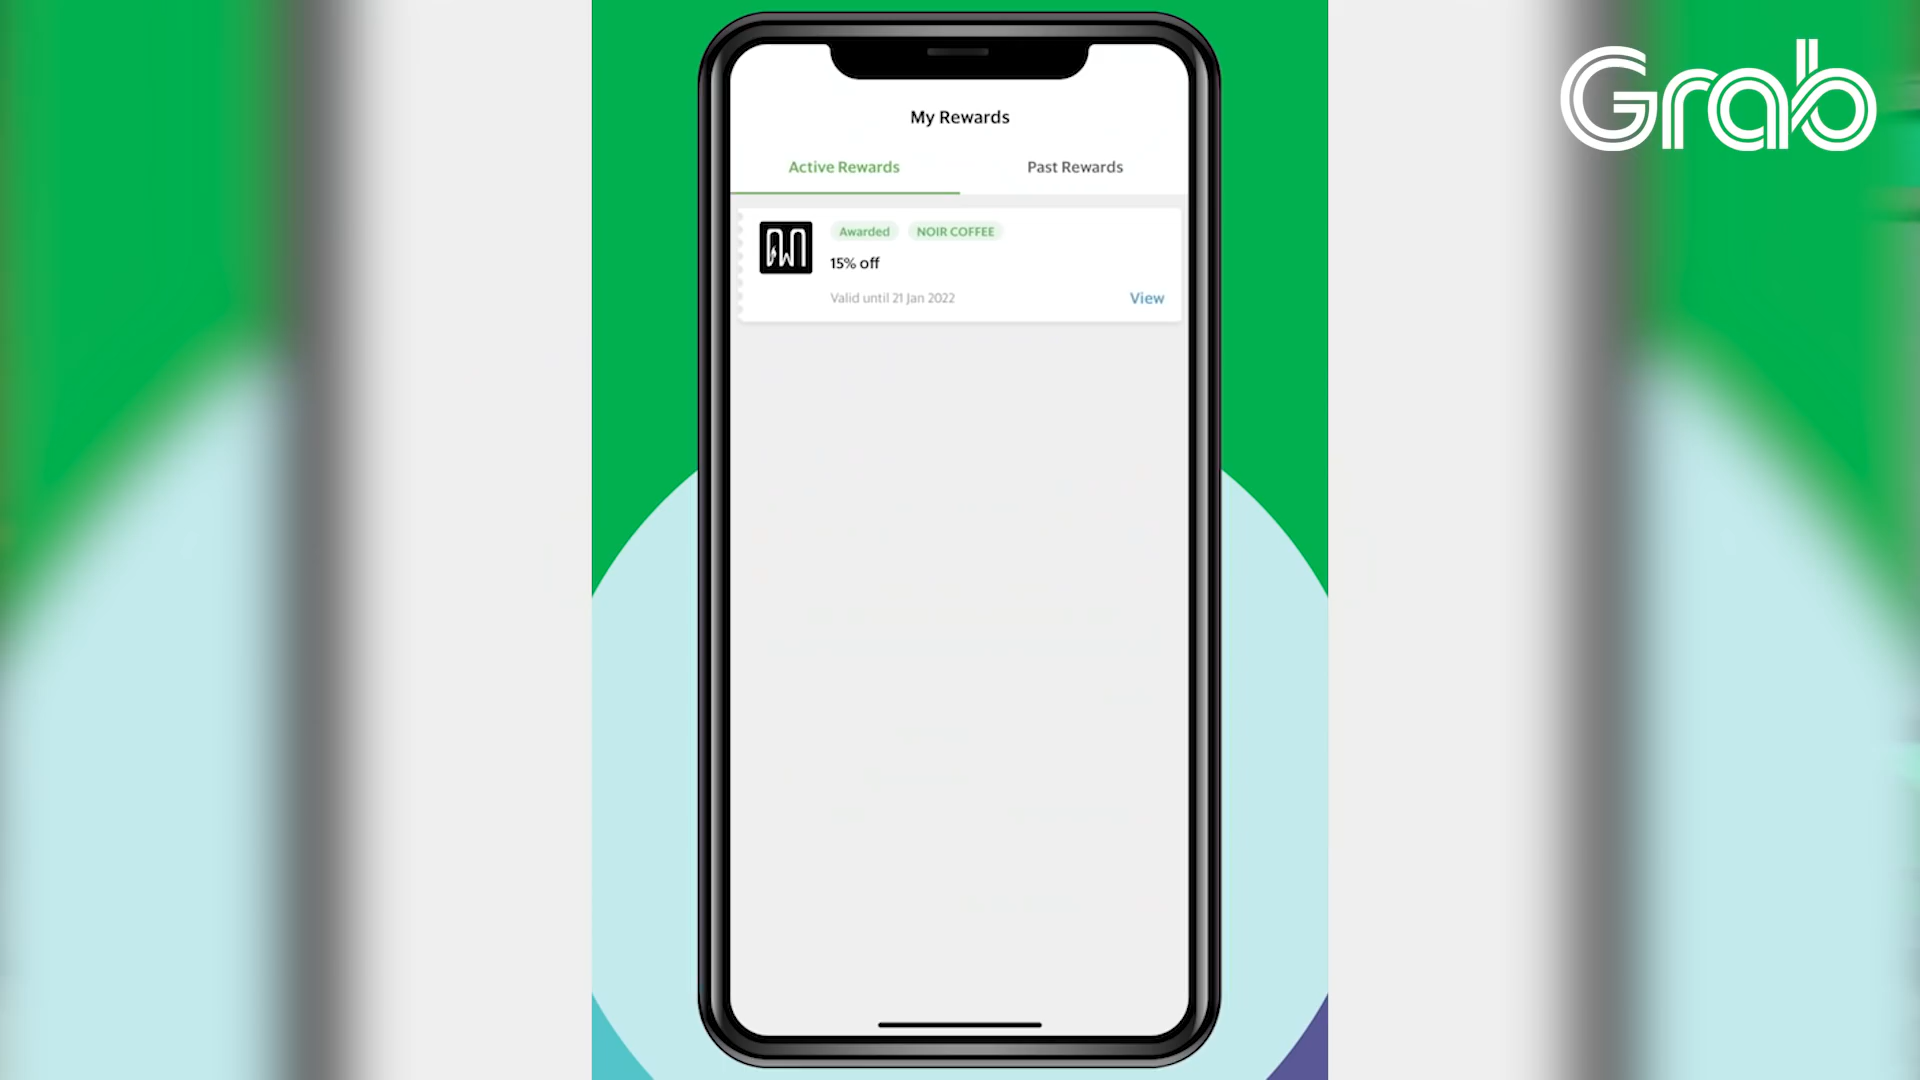 Grab
My Rewards
Active Rewards Past Rewards
Awarded NOIR COFFEE
15% off
Valid until 21 Jan 2022 View